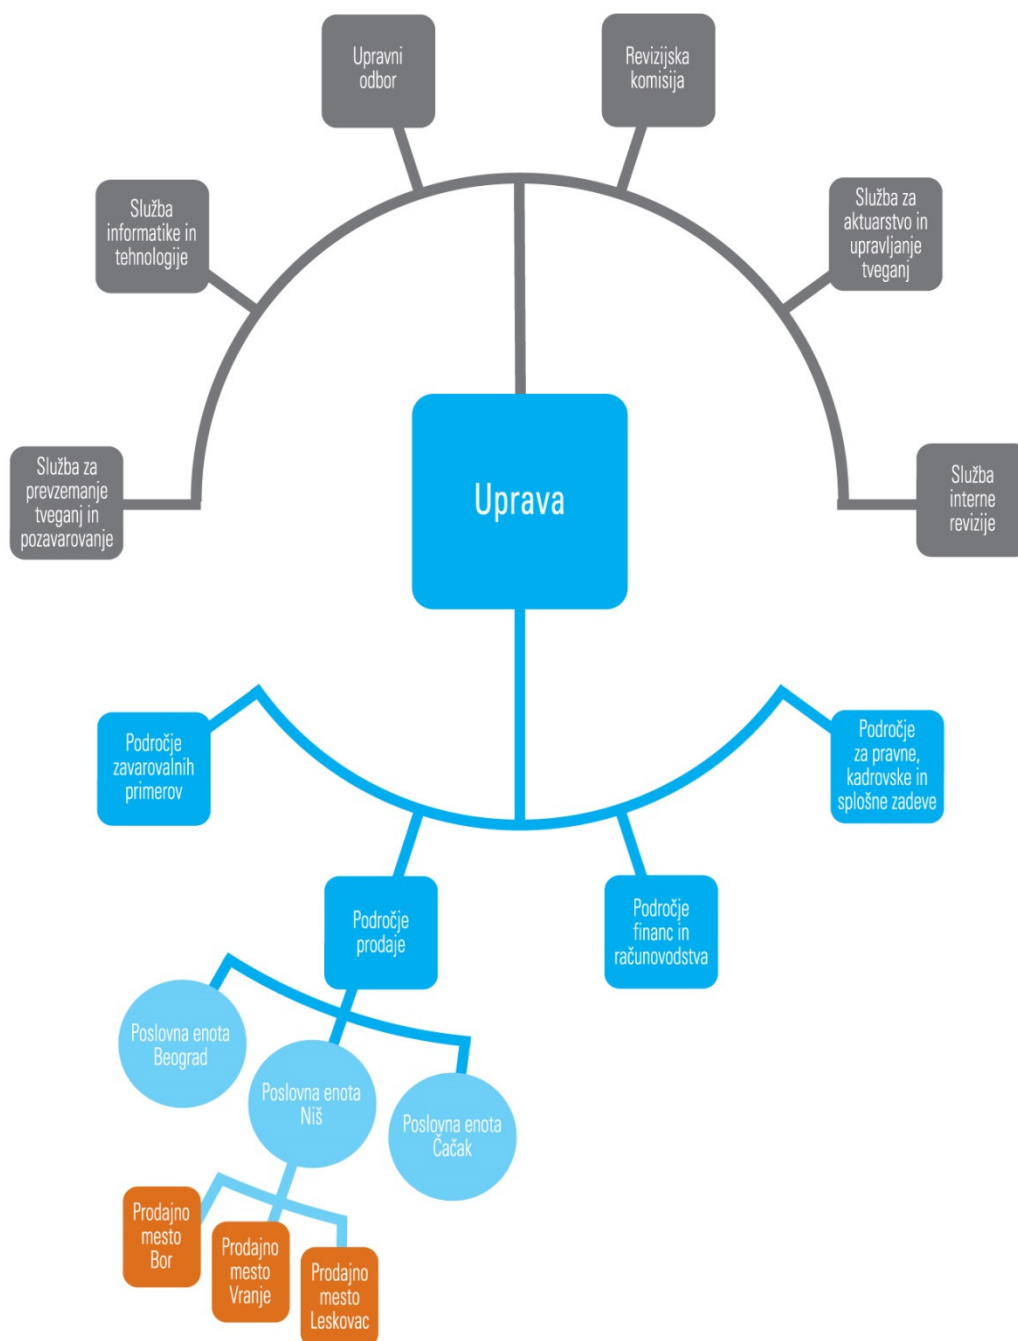 Upravni
odbor
Revizijska
komisija
Služba
informatike in
tehnologije
Služba za
aktuarstvo in
upravljanje
tveganj
Služba za
prevzemanje
tveganj in
pozavarovanje
Uprava
Služba
interne
revizije
Področje
zavarovalnih
primerov
Področje
za pravne,
kadrovske in
splošne zadeve
Področje
prodaje
Področje
financ in
računovodstva
Poslovna enota
Beograd
Poslovna enota
Niš
Poslovna enota
Čačak
Prodajno
mesto
Bor
Prodajno
mesto
Vranje
Prodajno
mesto
Leskovac